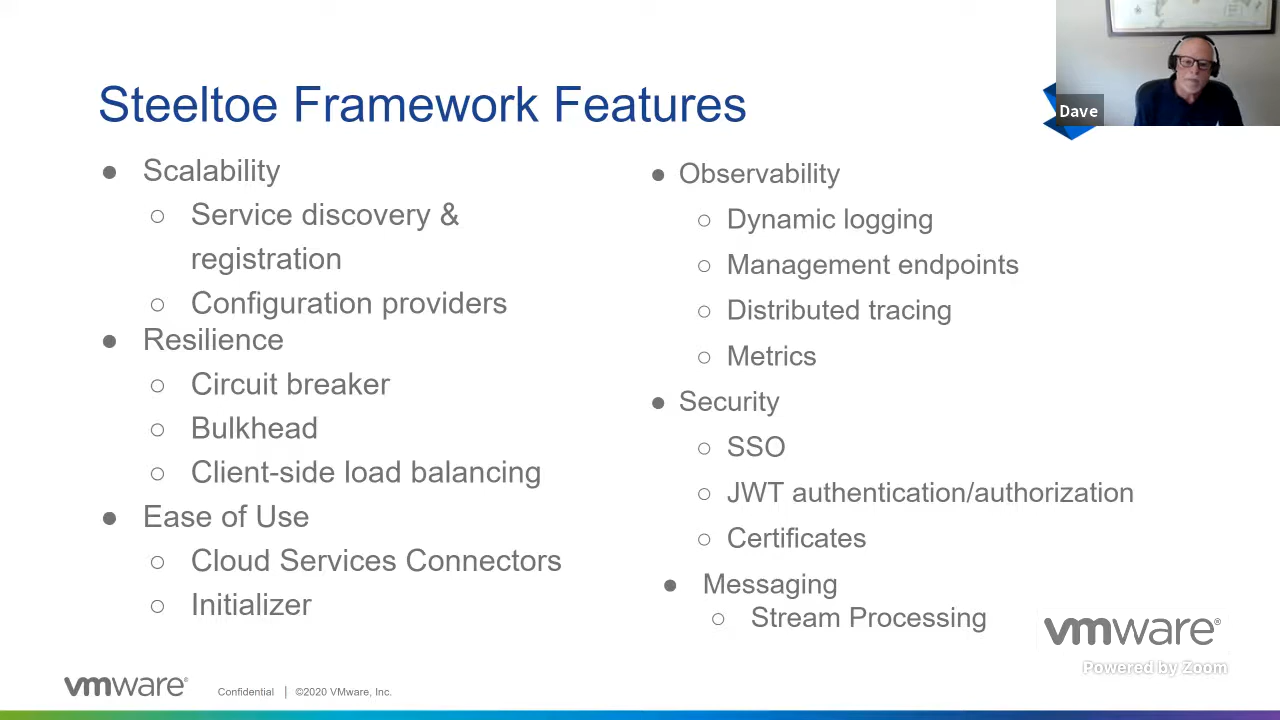 Steeltoe Framework Features
Dave
● Scalability
○ Service discovery &
registration
○ Configuration providers
● Resilience
○ Circuit breaker
○ Bulkhead
○ Client-side load balancing
● Ease of Use
○ Cloud Services Connectors
○ Initializer
● Observability
○ Dynamic logging
○ Management endpoints
○ Distributed tracing
○ Metrics
● Security
○ SSO
○ JWT authentication/authorization
○ Certificates
● Messaging
○ Stream Processing
vmware®
Powered by Zoom
vmware® Confidential | ©2020 VMware, Inc.